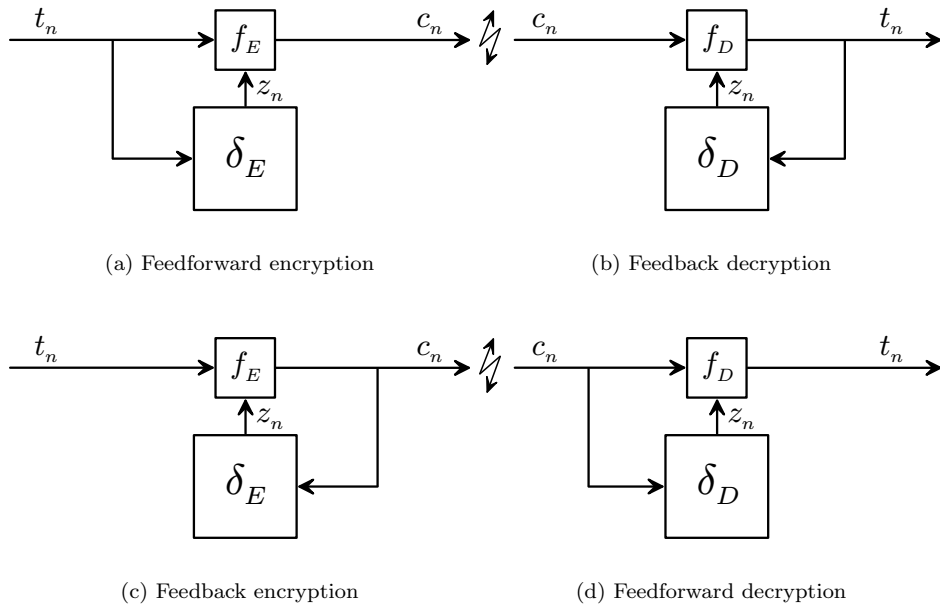 t_n f_E c_n c_n f_D t_n
z_n z_n
δ_E δ_D
(a) Feedforward encryption (b) Feedback decryption
t_n f_E c_n c_n f_D t_n
z_n z_n
δ_E δ_D
(c) Feedback encryption (d) Feedforward decryption